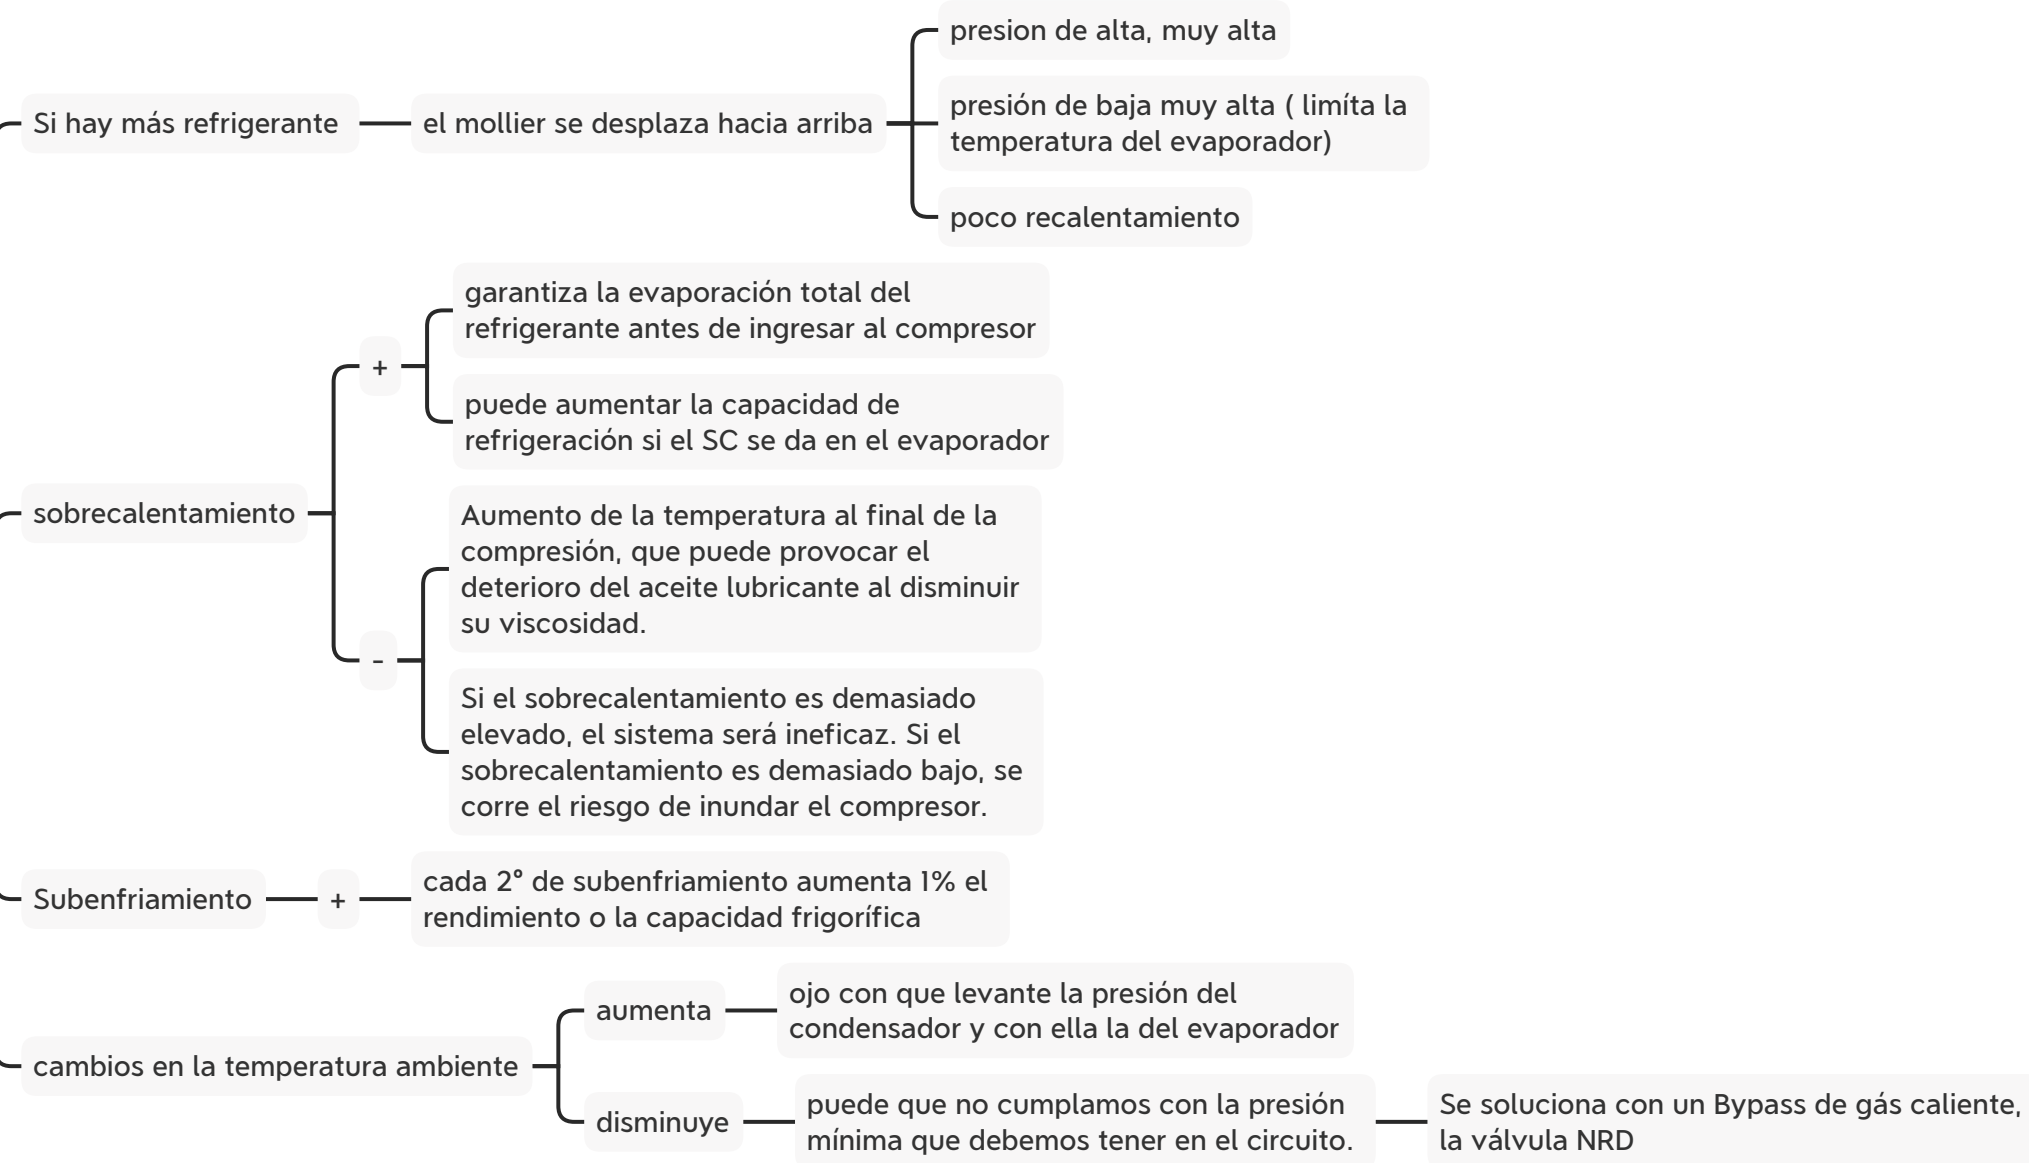 presion de alta, muy alta
Si hay más refrigerante
el mollier se desplaza hacia arriba
presión de baja muy alta ( limíta la
temperatura del evaporador)
poco recalentamiento
sobrecalentamiento
+
garantiza la evaporación total del
refrigerante antes de ingresar al compresor
puede aumentar la capacidad de
refrigeración si el SC se da en el evaporador
-
Aumento de la temperatura al final de la
compresión, que puede provocar el
deterioro del aceite lubricante al disminuir
su viscosidad.
Si el sobrecalentamiento es demasiado
elevado, el sistema será ineficaz. Si el
sobrecalentamiento es demasiado bajo, se
corre el riesgo de inundar el compresor.
Subenfriamiento
+
cada 2° de subenfriamiento aumenta 1% el
rendimiento o la capacidad frigorífica
cambios en la temperatura ambiente
aumenta
ojo con que levante la presión del
condensador y con ella la del evaporador
disminuye
puede que no cumplamos con la presión
mínima que debemos tener en el circuito.
Se soluciona con un Bypass de gás caliente,
la válvula NRD